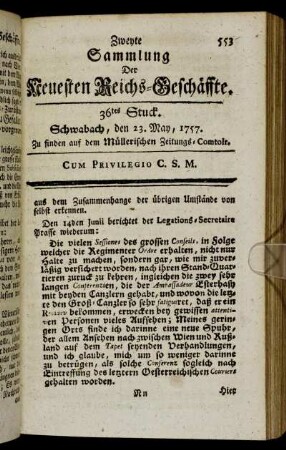 Zweyte
553
Sammlung
Der
Neuesten Reichs-Geschäffte.
36tes Stuck.
Schwabach, den 23. May, 1757.
Zu finden auf dem Müllerischen Zeitungs-Comtoir.
CUM PRIVILEGIO C. S. M.
aus dem Zusammenhange der übrigen Umstände von
selbst erkennen.
Den 14den Junii berichtet der Legations-Secretaire
Prasse wiederum:
Die vielen Sessiones des grossen Conseils, in Folge
welcher die Regimenter Ordre erhalten, nicht nur
Halte zu machen, sondern gar, wie mir zuver-
läßig versichert worden, nach ihren Stand-Quar-
tieren zuruck zu kehren, ingleichen die zwey sehr
langen Conferentien, die der Ambassadeur Esterhasy
mit beyden Canzlern gehabt, und wovon die letz-
te den Groß-Canzler so sehr fatiguiret, daß er ein
bekommen, erwecken bey gewissen attenti-
ven Personen vieles Aufsehen; Meines gerin-
gen Orts finde ich darinne eine neue Spuhr,
der allem Ansehen nach zwischen Wien und Ruß-
land auf dem Tapet seyenden Verhandlungen,
und ich glaube, mich um so weniger darinne
zu betrügen, als solche Conferenz sogleich nach
Eintreffung des letztern Oesterreichischen Couriers
gehalten worden.
Nn
Hier